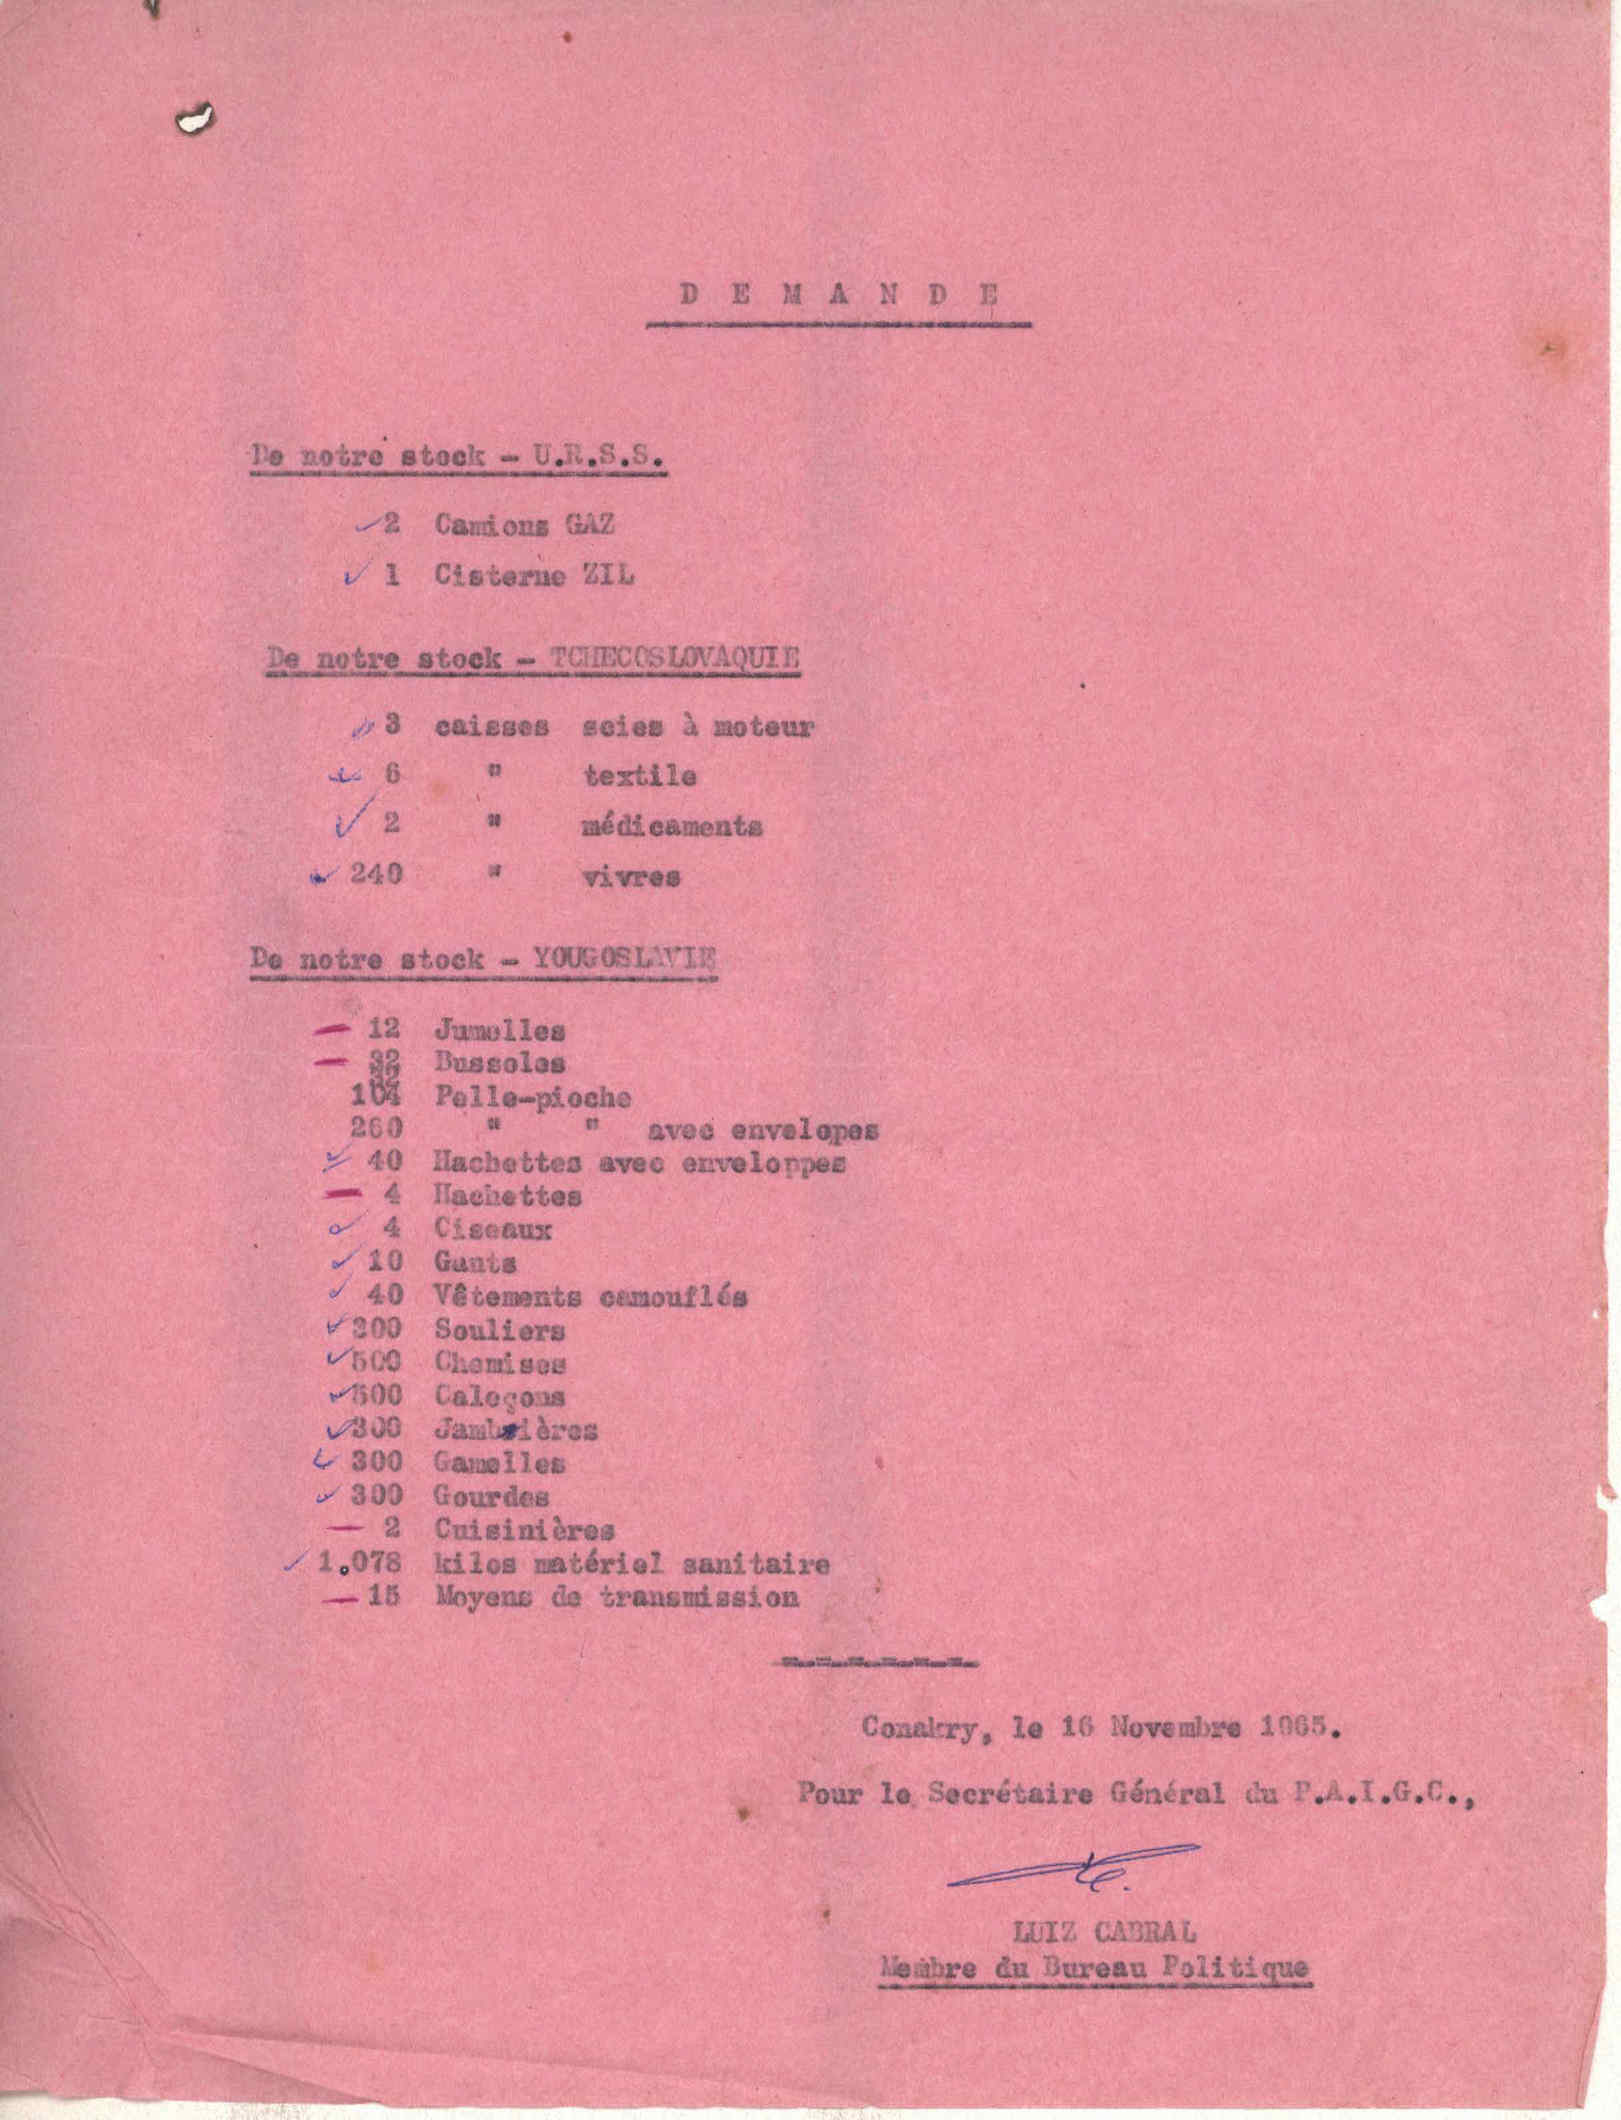 D E M A N D E
De notre stock - U.R.S.S.
2 Camions GAZ
1 Cisterne ZIL
De notre stock - TCHECOSLOVAQUIE
3 caisses scies à moteur
6 " textile
2 " médicaments
240 " vivres
De notre stock - YOUGOSLAVIE
12 Jumelles
32 Bussoles
104 Pelle-pioche
260 " " avec envelopes
40 Hachettes avec enveloppes
4 Hachettes
4 Ciseaux
10 Gants
40 Vêtements camouflés
300 Souliers
500 Chemises
500 Caleçons
300 Jambières
300 Gamelles
300 Gourdes
2 Cuisinières
1.078 kilos matériel sanitaire
15 Moyens de transmission
Conakry, le 16 Novembre 1965.
Pour le Secrétaire Général du P.A.I.G.C.,
LUIZ CABRAL
Membre du Bureau Politique